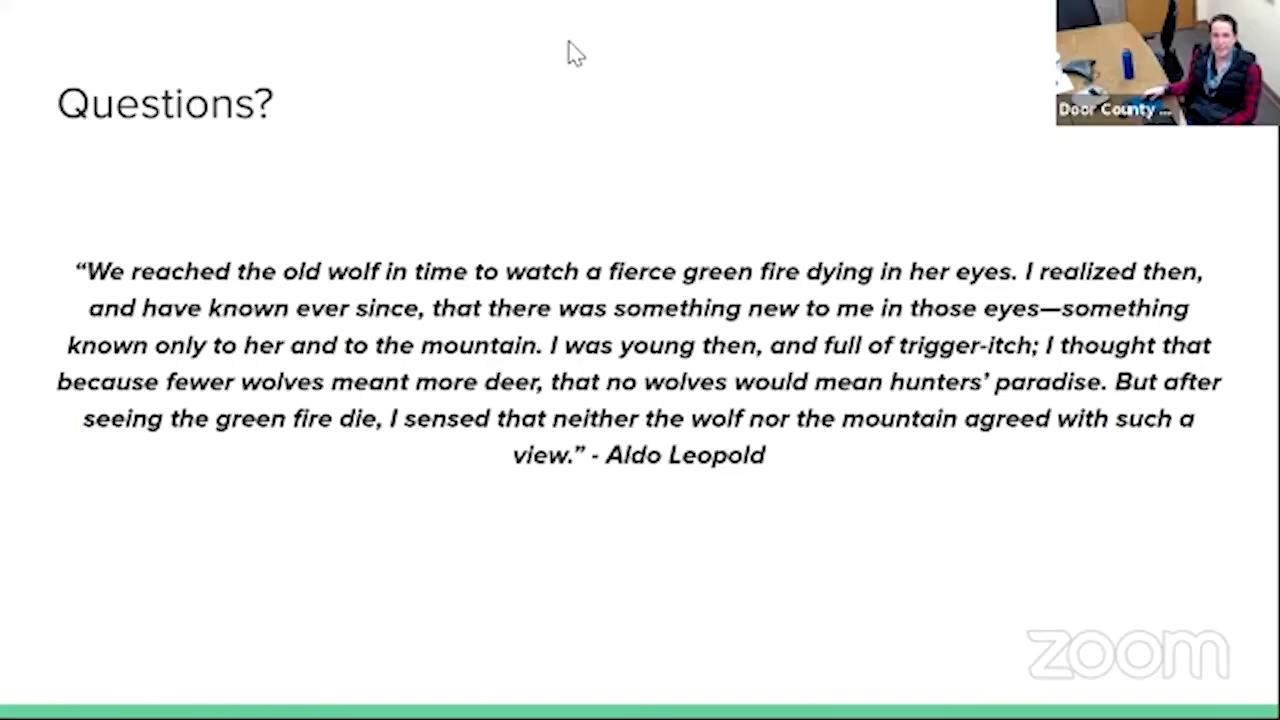 Questions?
Door County ...
“We reached the old wolf in time to watch a fierce green fire dying in her eyes. I realized then,
and have known ever since, that there was something new to me in those eyes—something
known only to her and to the mountain. I was young then, and full of trigger-itch; I thought that
because fewer wolves meant more deer, that no wolves would mean hunters’ paradise. But after
seeing the green fire die, I sensed that neither the wolf nor the mountain agreed with such a
view.” - Aldo Leopold
zoom